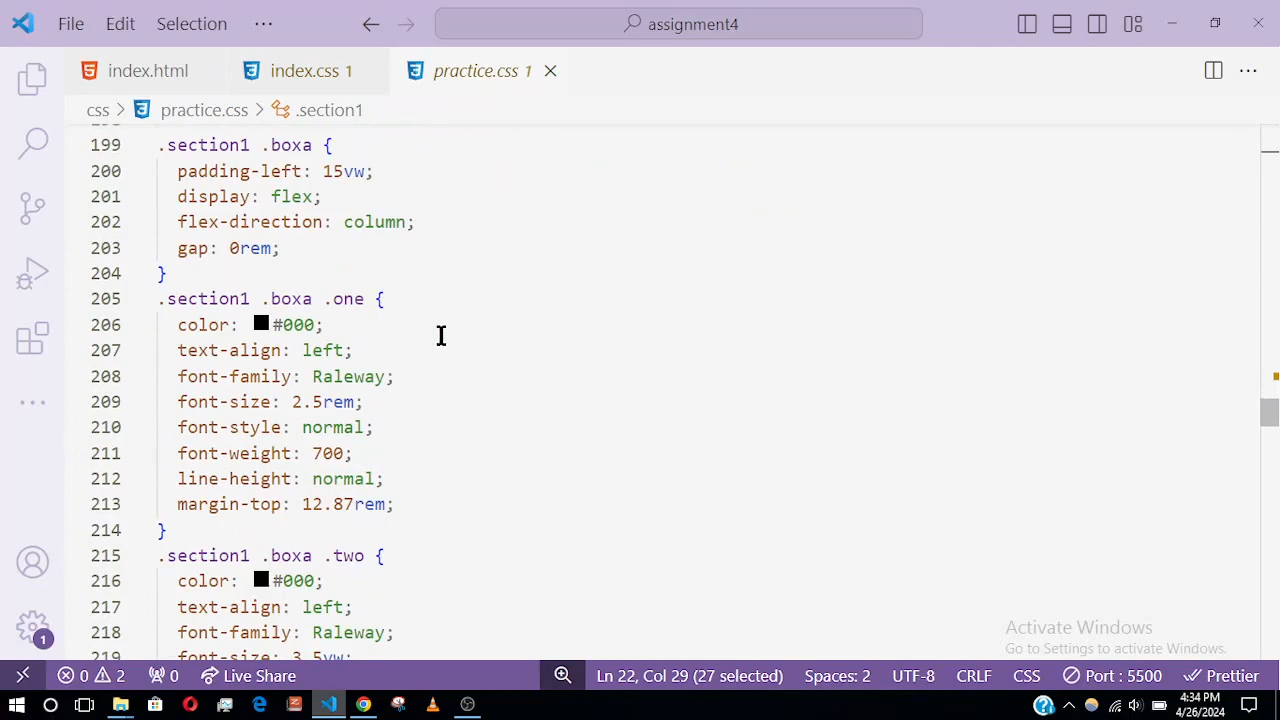 File Edit Selection ··· assignment4
index.html index.css 1 practice.css 1
css > practice.css > .section1
199 .section1 .boxa {
200 padding-left: 15vw;
201 display: flex;
202 flex-direction: column;
203 gap: 0rem;
204 }
205 .section1 .boxa .one {
206 color: #000;
207 text-align: left;
208 font-family: Raleway;
209 font-size: 2.5rem;
210 font-style: normal;
211 font-weight: 700;
212 line-height: normal;
213 margin-top: 12.87rem;
214 }
215 .section1 .boxa .two {
216 color: #000;
217 text-align: left;
218 font-family: Raleway;
219 font-size: 3.5vw;
Activate Windows
Go to Settings to activate Windows.
1
0 2 0 Live Share Ln 22, Col 29 (27 selected) Spaces: 2 UTF-8 CRLF CSS Port : 5500 Prettier
4:34 PM
4/26/2024